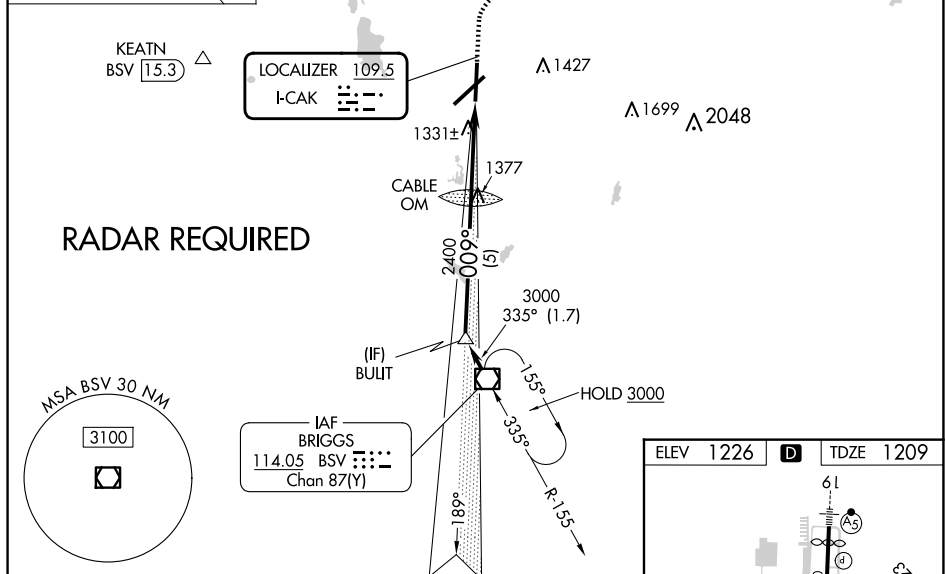 KEATN
BSV 15.3
LOCALIZER 109.5
I-CAK
1427
1699
2048
1331±
1377
CABLE
OM
RADAR REQUIRED
2400
009°
(5)
3000
335° (1.7)
(IF)
BULIT
155°
HOLD 3000
335°
R-155
MSA BSV 30 NM
3100
IAF
BRIGGS
114.05 BSV
Chan 87(Y)
189°
ELEV 1226 D TDZE 1209
19
A5
P
23